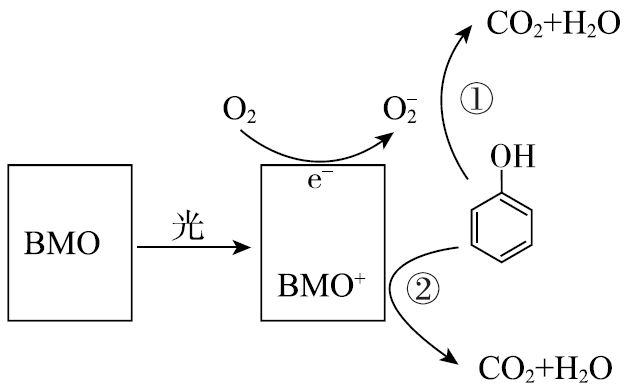 CO₂+H₂O
O₂
O₂⁻
①
OH
e⁻
BMO
光
BMO⁺
②
CO₂+H₂O